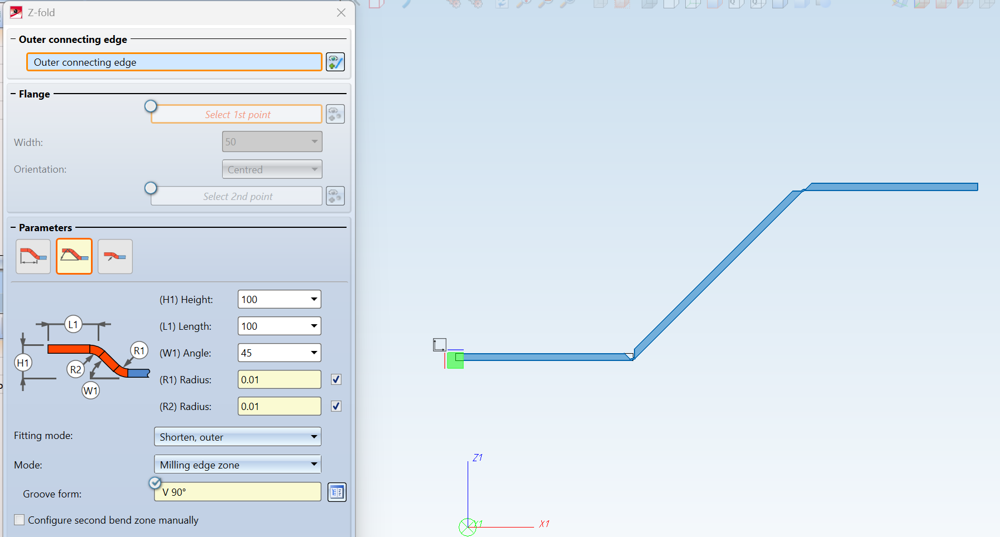 Z-fold
Outer connecting edge
Outer connecting edge
Flange
Select 1st point
Width:
50
Orientation:
Centred
Select 2nd point
Parameters
(H1) Height:
100
(L1) Length:
100
(W1) Angle:
45
(R1) Radius:
0.01
(R2) Radius:
0.01
L1
R1
H1
R2
W1
Fitting mode:
Shorten, outer
Mode:
Milling edge zone
Groove form:
V 90°
Configure second bend zone manually
Z1
Y1
X1